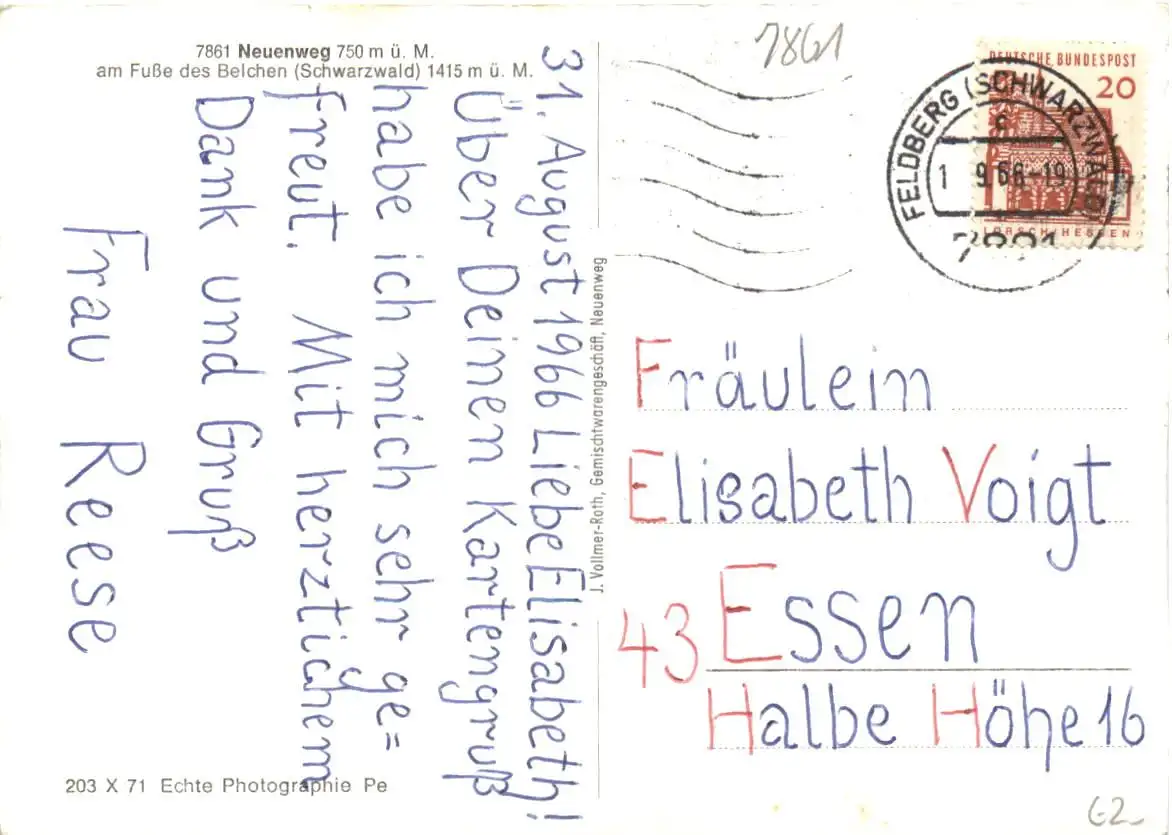 7861 Neuenweg 750 m ü. M.
am Fuße des Belchen (Schwarzwald) 1415 m ü. M.
7861
DEUTSCHE BUNDESPOST
20
LORSCH/HESSEN
FELDBERG (SCHWARZWALD)
c
1.9.66-19
7821
31. August 1966 Liebe Elisabeth!
Über Deinen Kartengruß
habe ich mich sehr ge=
freut. Mit herzlichem
Dank und Gruß
Frau Reese
J. Vollmer-Roth, Gemischtwarengeschäft, Neuenweg
Fräulein
Elisabeth Voigt
43 Essen
Halbe Höhe 16
203 X 71 Echte Photographie Pe